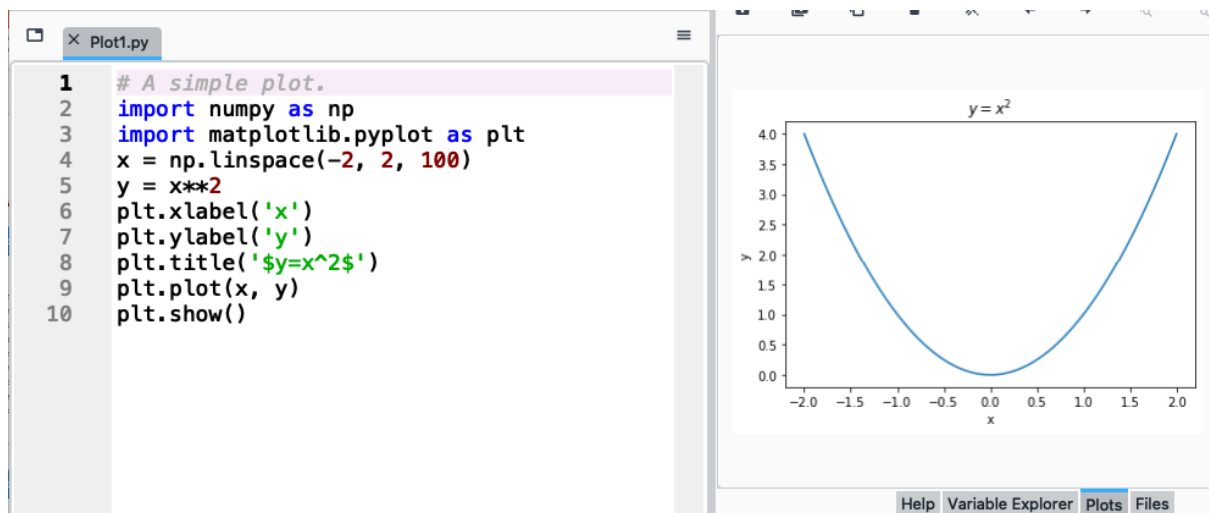 Plot1.py
1 # A simple plot.
2 import numpy as np
3 import matplotlib.pyplot as plt
4 x = np.linspace(-2, 2, 100)
5 y = x**2
6 plt.xlabel('x')
7 plt.ylabel('y')
8 plt.title('$y=x^2$')
9 plt.plot(x, y)
10 plt.show()
y = x²
4.0
3.5
3.0
2.5
2.0
1.5
1.0
0.5
0.0
y
−2.0 −1.5 −1.0 −0.5 0.0 0.5 1.0 1.5 2.0
x
Help Variable Explorer Plots Files